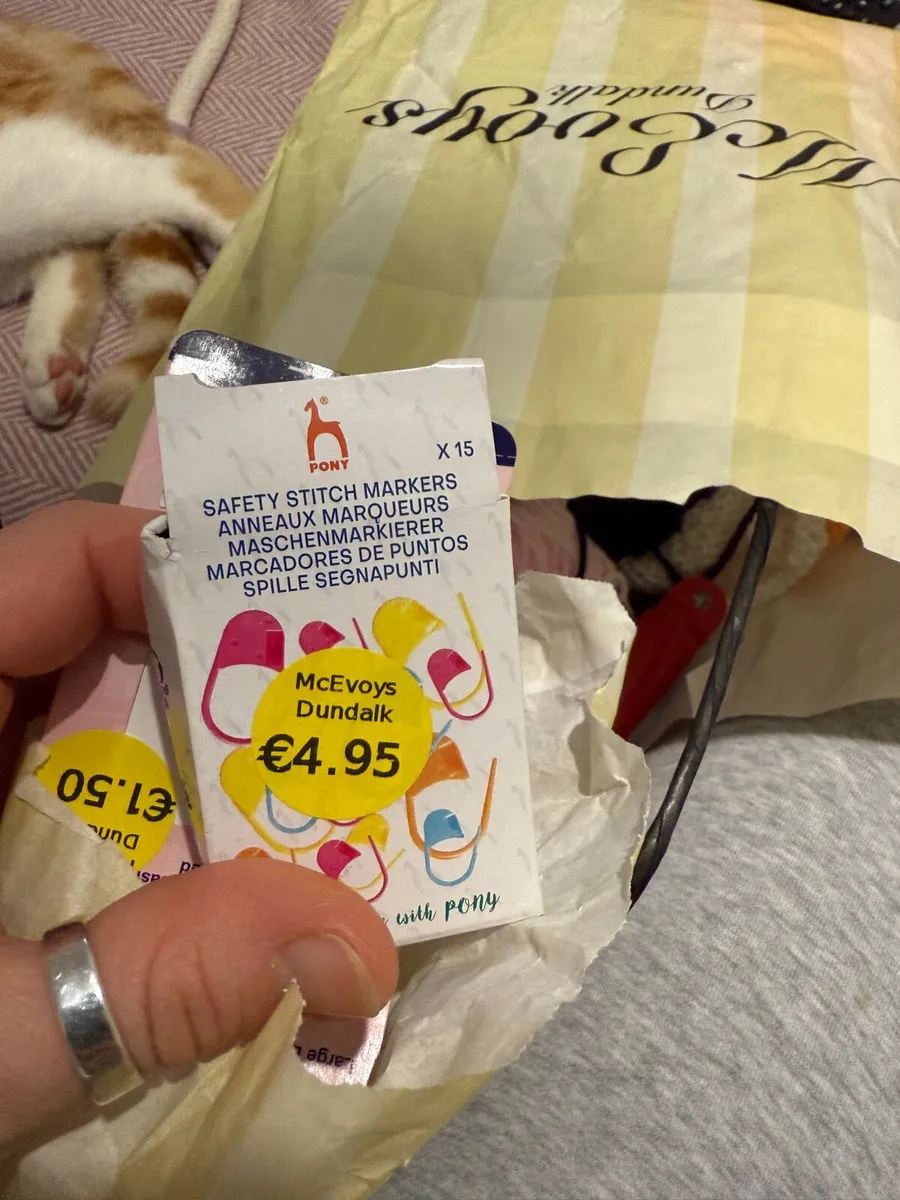 McEvoys
Dundalk
PONY
®
X 15
SAFETY STITCH MARKERS
ANNEAUX MARQUEURS
MASCHENMARKIERER
MARCADORES DE PUNTOS
SPILLE SEGNAPUNTI
McEvoys
Dundalk
€4.95
with pony
€1.50
Large